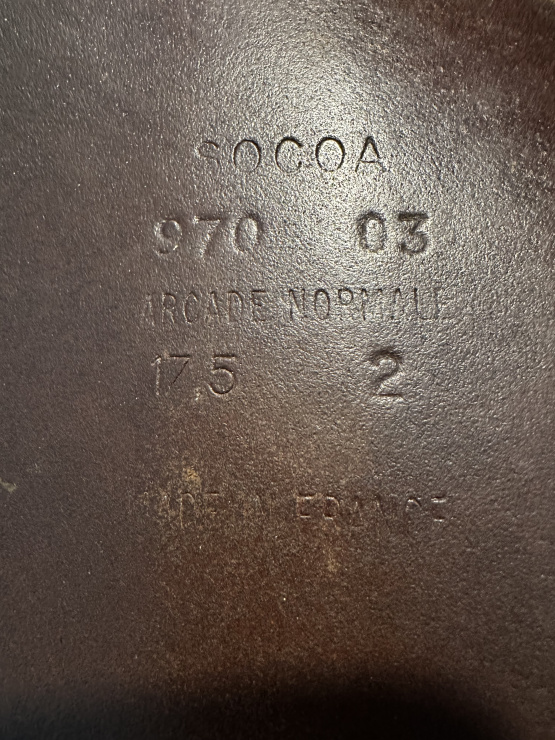 SOCOA
970 03
ARCADE NORMALE
17,5 2
MADE IN FRANCE